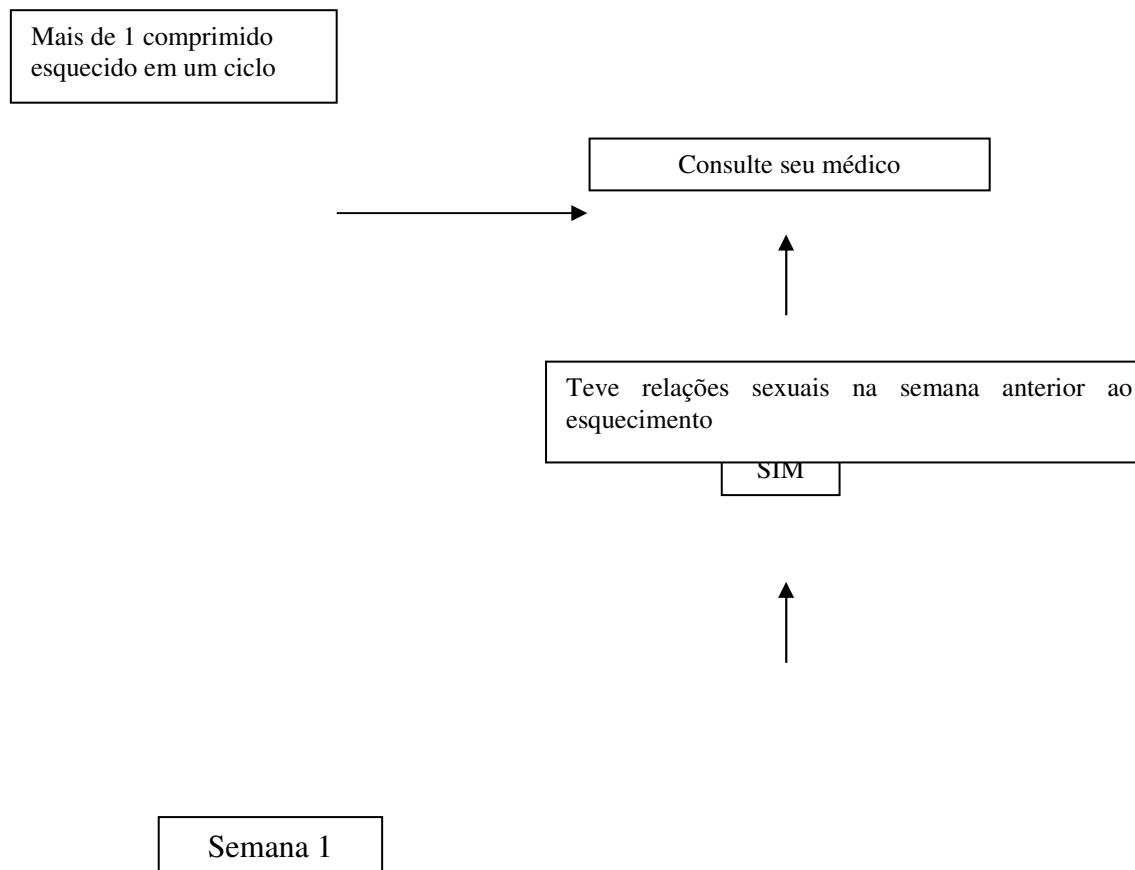 Mais de 1 comprimido
esquecido em um ciclo
Consulte seu médico
Teve relações sexuais na semana anterior ao
esquecimento
SIM
Semana 1